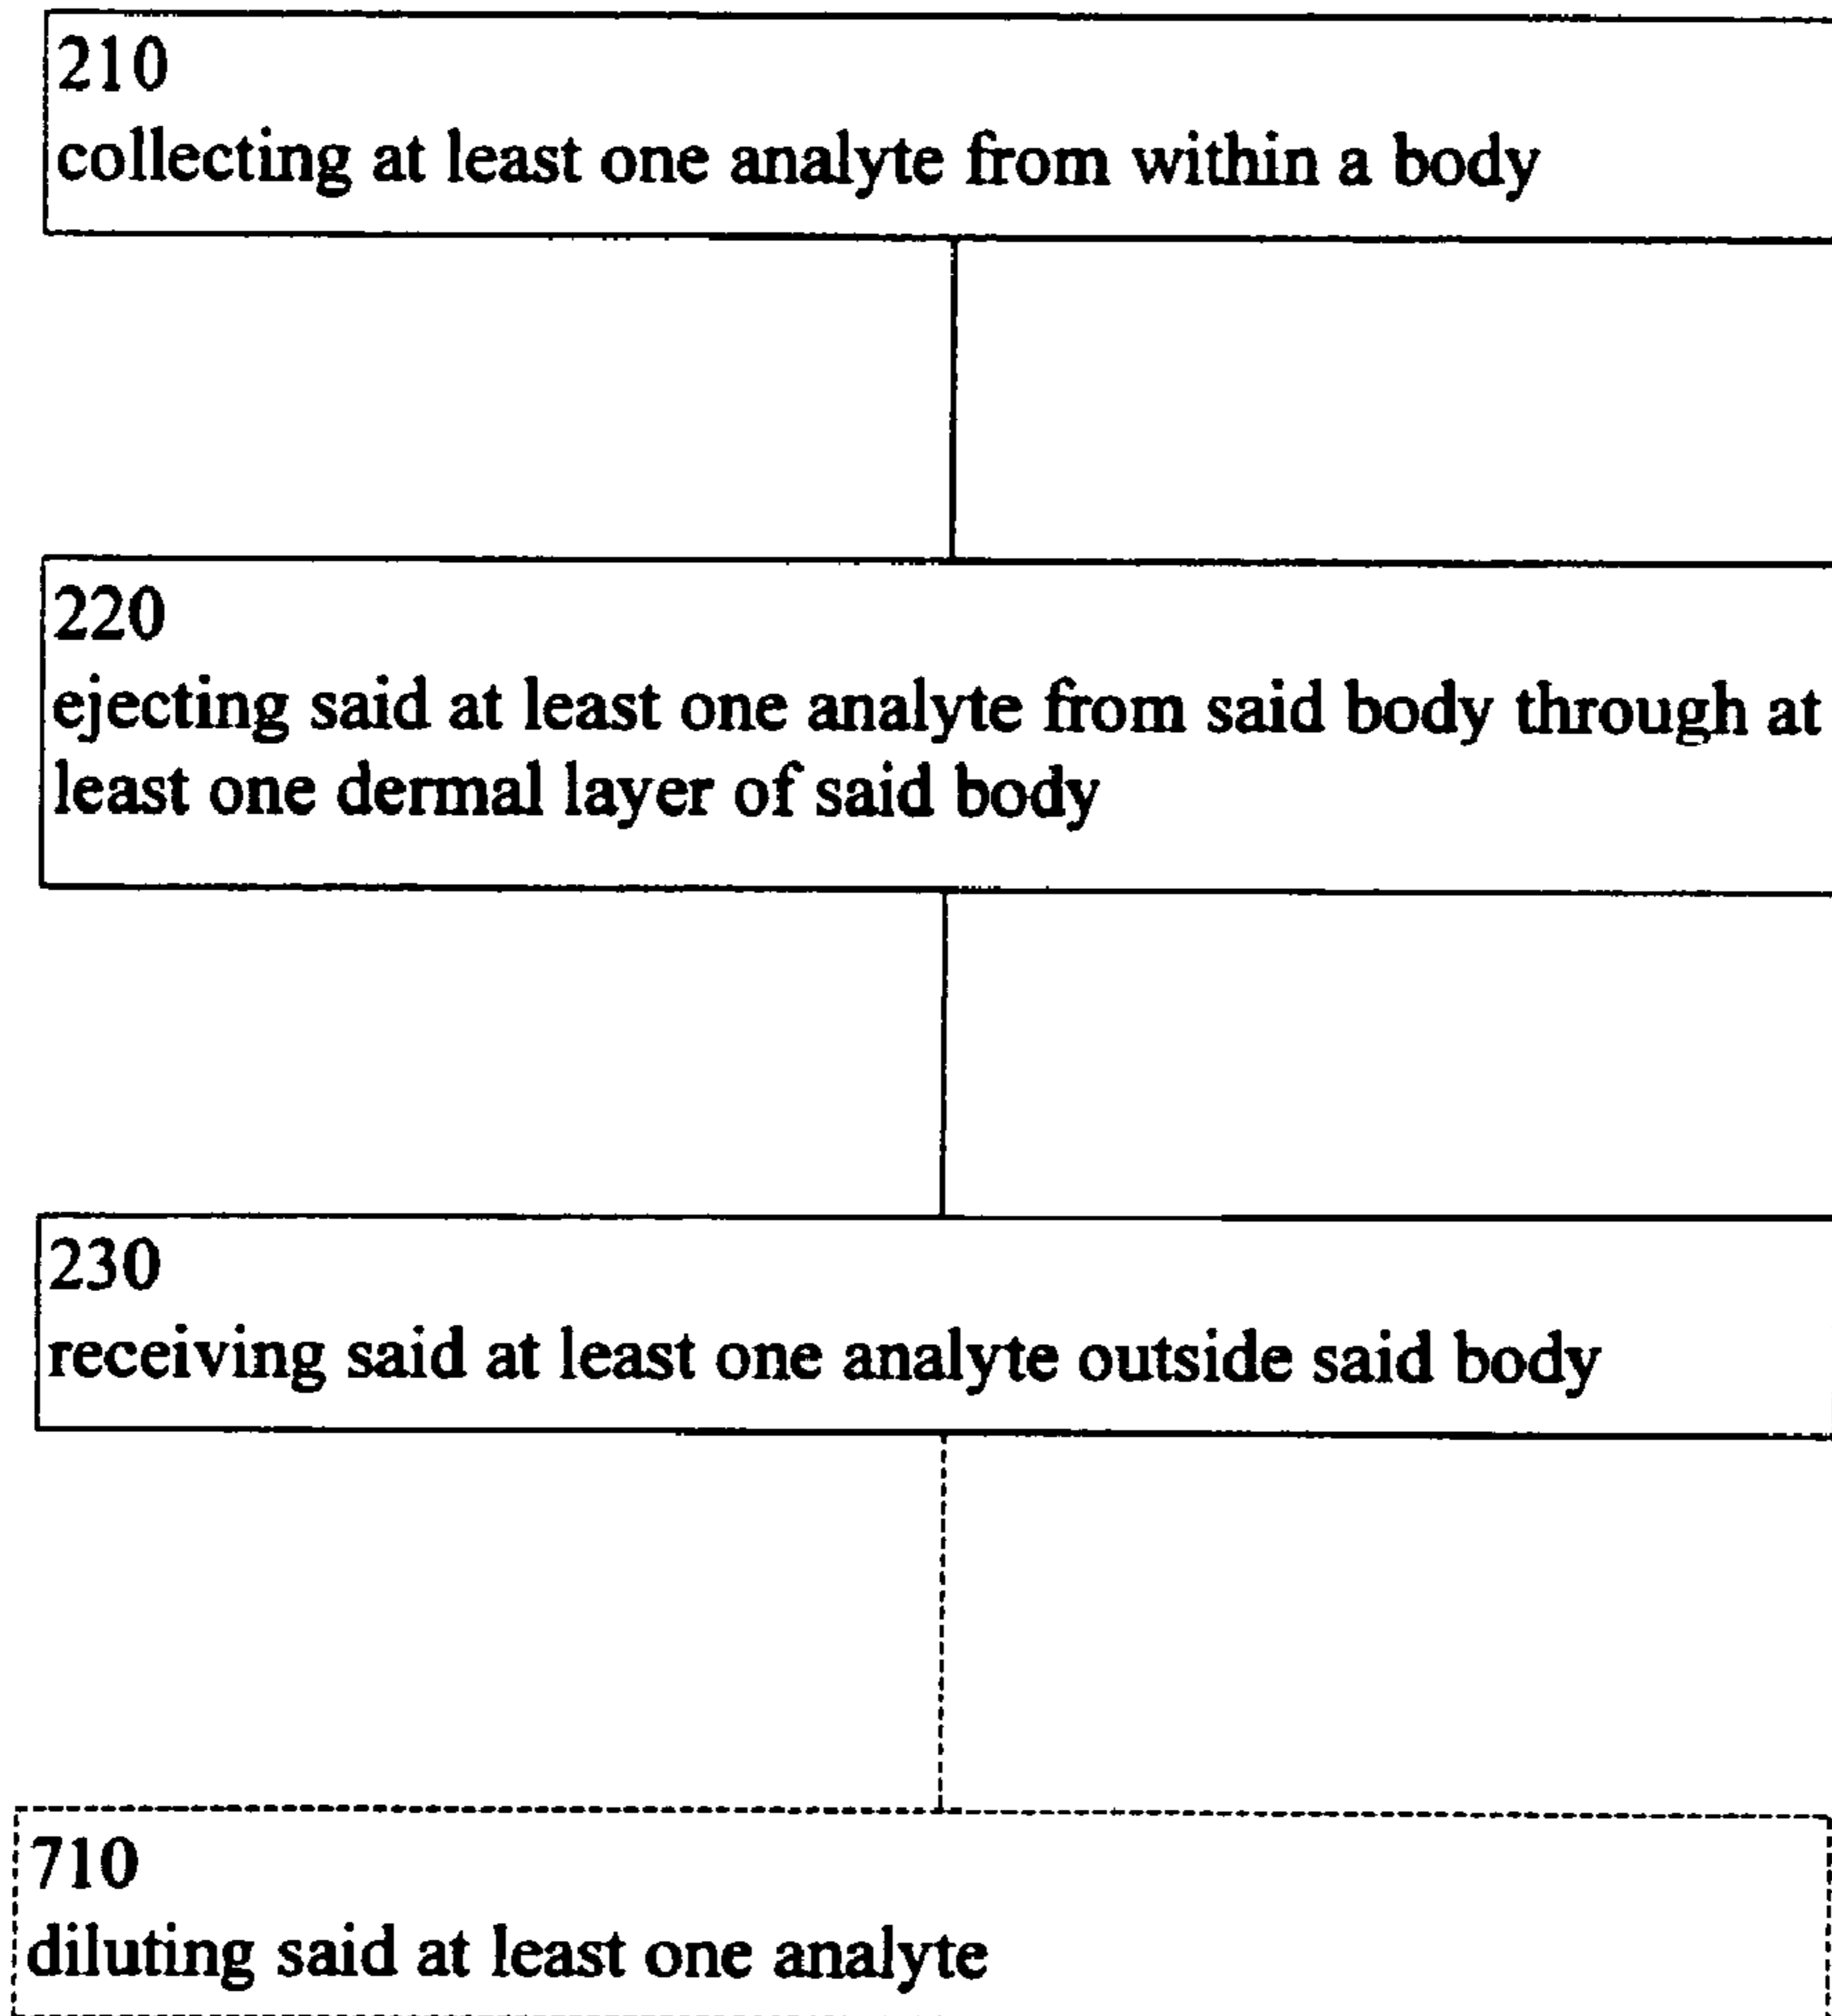 210
collecting at least one analyte from within a body
220
ejecting said at least one analyte from said body through at
least one dermal layer of said body
230
receiving said at least one analyte outside said body
710
diluting said at least one analyte